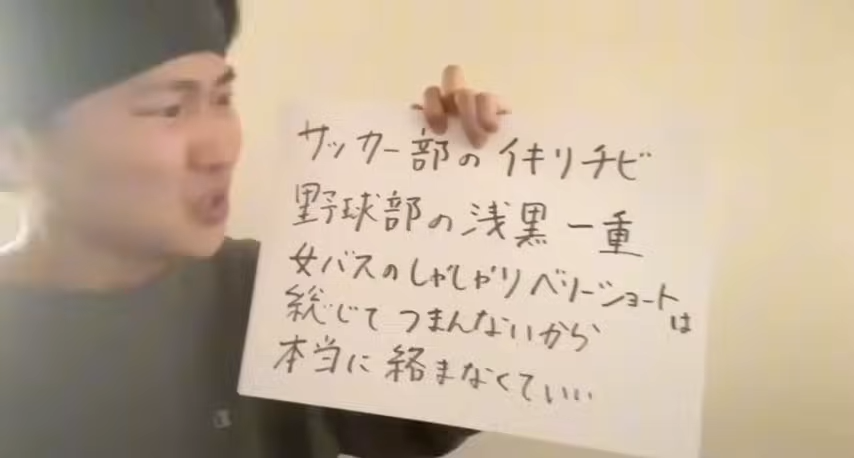 サッカー部のイキリチビ
野球部の浅黒一重
女バスのしゃしゃりベリーショートは
総じてつまんないから
本当に絡まなくていい